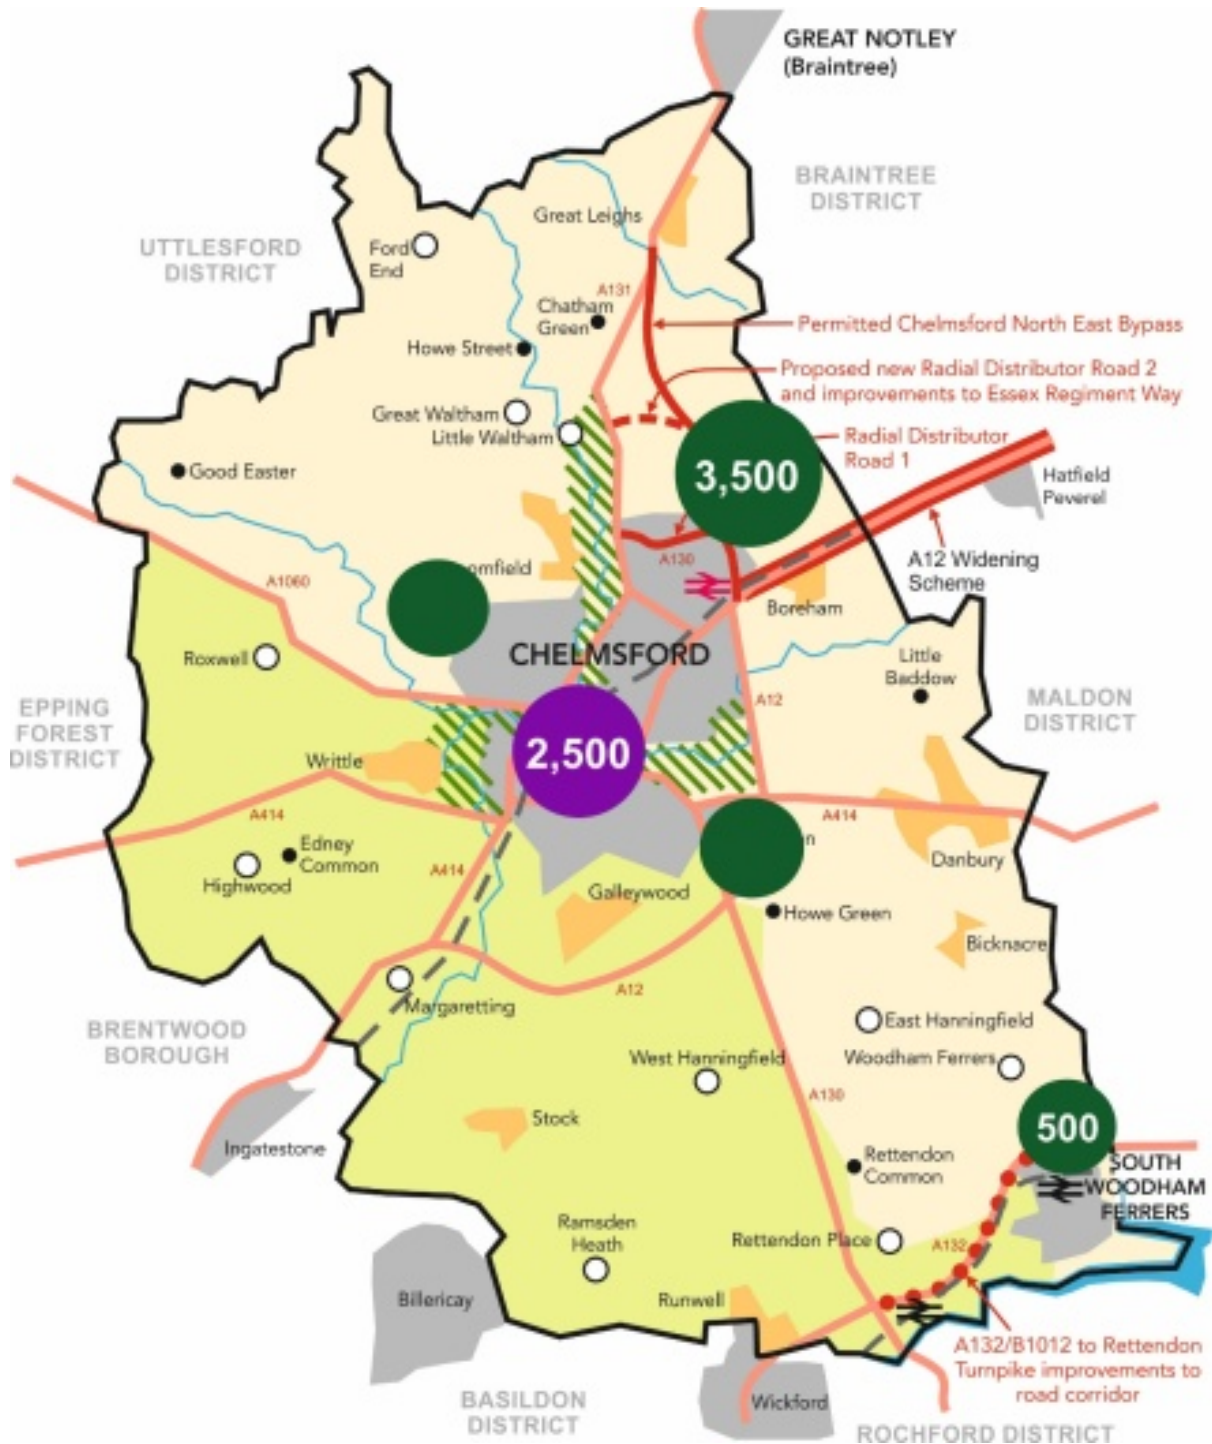 GREAT NOTLEY
(Braintree)
BRAINTREE
DISTRICT
UTTLESFORD
DISTRICT
Great Leighs
Ford
End
A131
Chatham
Green
Howe Street
Permitted Chelmsford North East Bypass
Proposed new Radial Distributor Road 2
and improvements to Essex Regiment Way
Great Waltham
Little Waltham
Radial Distributor
Road 1
Good Easter
3,500
Hatfield
Peverel
A130
A12 Widening
Scheme
A1060
omfield
Boreham
CHELMSFORD
Roxwell
Little
Baddow
A12
MALDON
DISTRICT
EPPING
FOREST
DISTRICT
Writtle
2,500
A414
A414
Edney
Common
Highwood
A414
n
Danbury
Galleywood
Howe Green
Bicknacre
A12
Margaretting
East Hanningfield
BRENTWOOD
BOROUGH
West Hanningfield
Woodham Ferrers
A130
Stock
500
Ingatestone
Rettendon
Common
SOUTH
WOODHAM
FERRERS
Ramsden
Heath
Rettendon Place
A132
Billericay
Runwell
A132/B1012 to Rettendon
Turnpike improvements to
road corridor
BASILDON
DISTRICT
Wickford
ROCHFORD DISTRICT